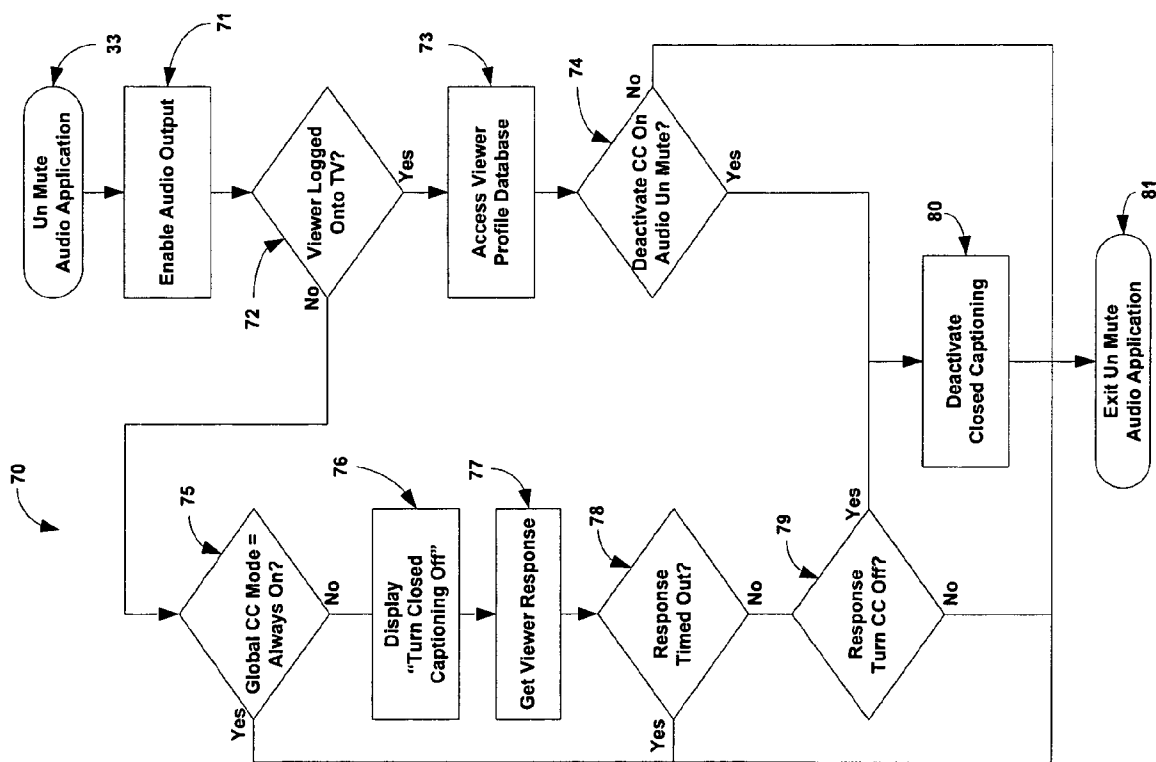 70
Un Mute
Audio Application
33
Enable Audio Output
71
Viewer Logged
Onto TV?
72
No
Yes
Access Viewer
Profile Database
73
Deactivate CC On
Audio Un Mute?
74
No
Yes
Global CC Mode =
Always On?
75
Yes
No
Display
“Turn Closed
Captioning Off”
76
Get Viewer Response
77
Response
Timed Out?
78
Yes
No
Response
Turn CC Off?
79
Yes
No
Deactivate
Closed Captioning
80
Exit Un Mute
Audio Application
81